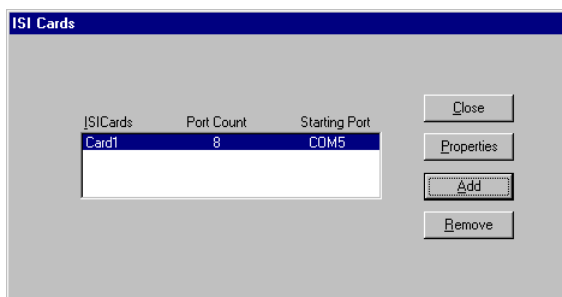 ISI Cards
Close
ISICards Port Count Starting Port
Card1 8 COM5
Properties
Add
Remove